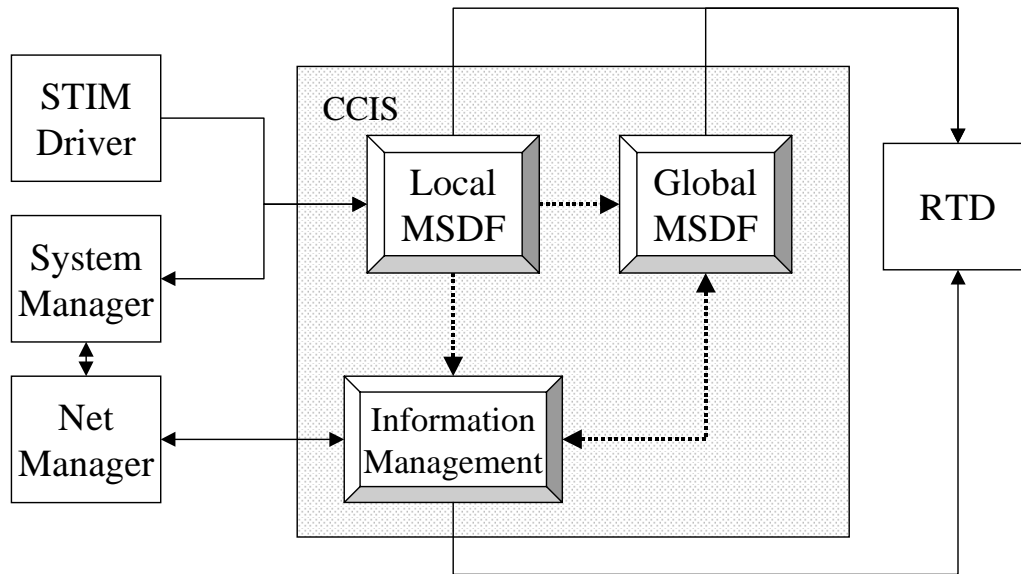 STIM
Driver
CCIS
Local
MSDF
Global
MSDF
RTD
System
Manager
Net
Manager
Information
Management